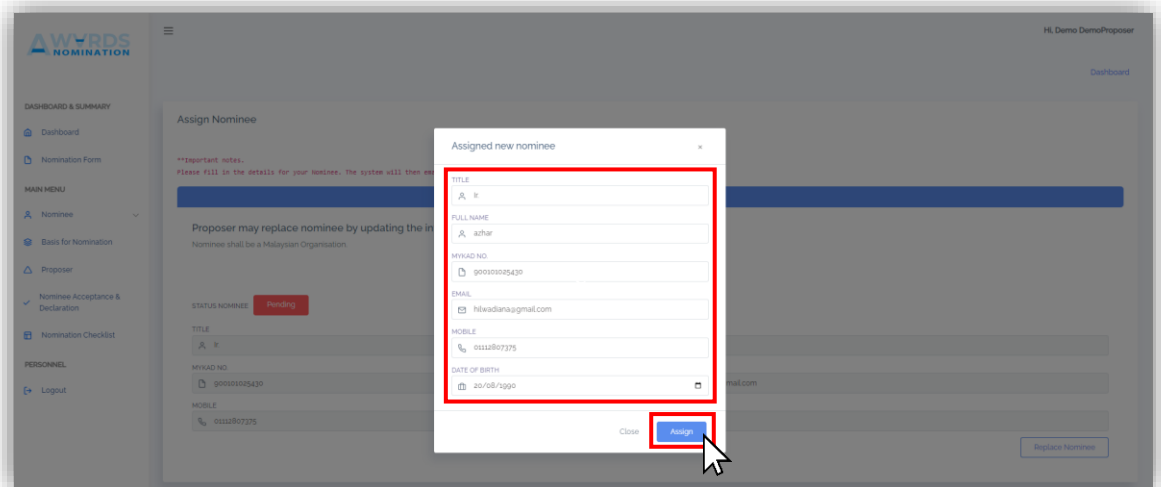 AWARDS
NOMINATION
Hi, Demo DemoProposer
Dashboard
DASHBOARD & SUMMARY
Dashboard
Nomination Form
MAIN MENU
Nominee
Basis for Nomination
Proposer
Nominee Acceptance &
Declaration
Nomination Checklist
PERSONNEL
Logout
Assign Nominee
**Important notes.
Please fill in the details for your Nominee. The system will then
Proposer may replace nominee by updating the in
Nominee shall be a Malaysian Organisation.
STATUS NOMINEE Pending
TITLE
Ir
MYKAD NO.
900101025430
mail.com
MOBILE
01112807375
Replace Nominee
Assigned new nominee ×
TITLE
Ir
FULL NAME
azhar
MYKAD NO.
900101025430
EMAIL
hilwadiana@gmail.com
MOBILE
01112807375
DATE OF BIRTH
20/08/1990
Close Assign